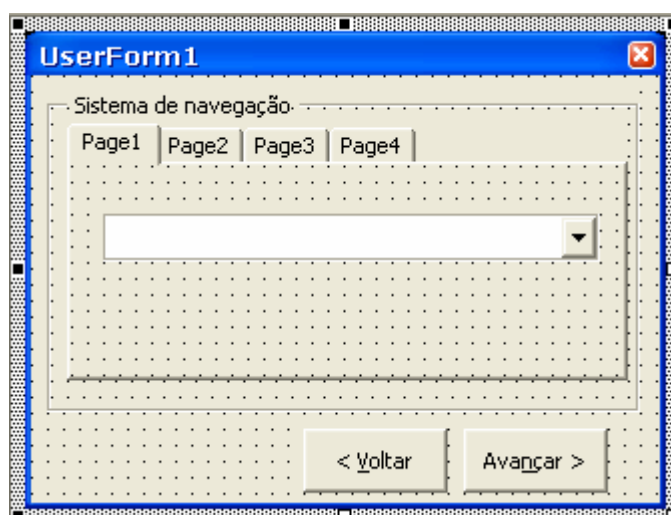 UserForm1
Sistema de navegação
Page1 Page2 Page3 Page4
< Voltar Avançar >